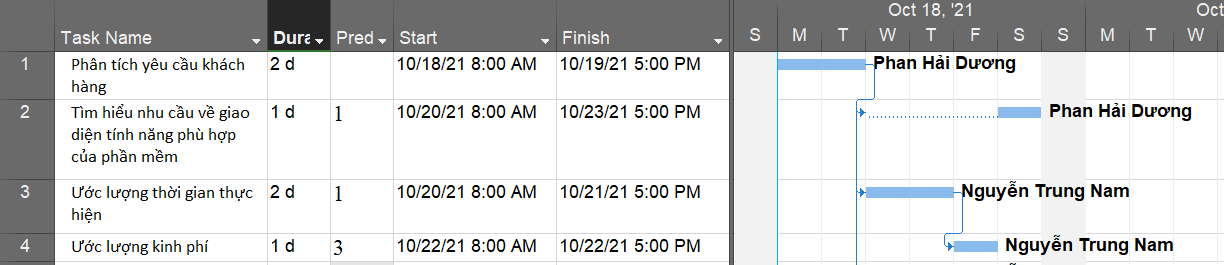 Oct 18, '21
Oct
Task Name Dura Pred Start Finish S M T W T F S S M T W
1 Phân tích yêu cầu khách 2 d 10/18/21 8:00 AM 10/19/21 5:00 PM Phan Hải Dương
hàng
2 Tìm hiểu nhu cầu về giao 1 d 1 10/20/21 8:00 AM 10/23/21 5:00 PM Phan Hải Dương
diện tính năng phù hợp
của phần mềm
3 Ước lượng thời gian thực 2 d 1 10/20/21 8:00 AM 10/21/21 5:00 PM Nguyễn Trung Nam
hiện
4 Ước lượng kinh phí 1 d 3 10/22/21 8:00 AM 10/22/21 5:00 PM Nguyễn Trung Nam